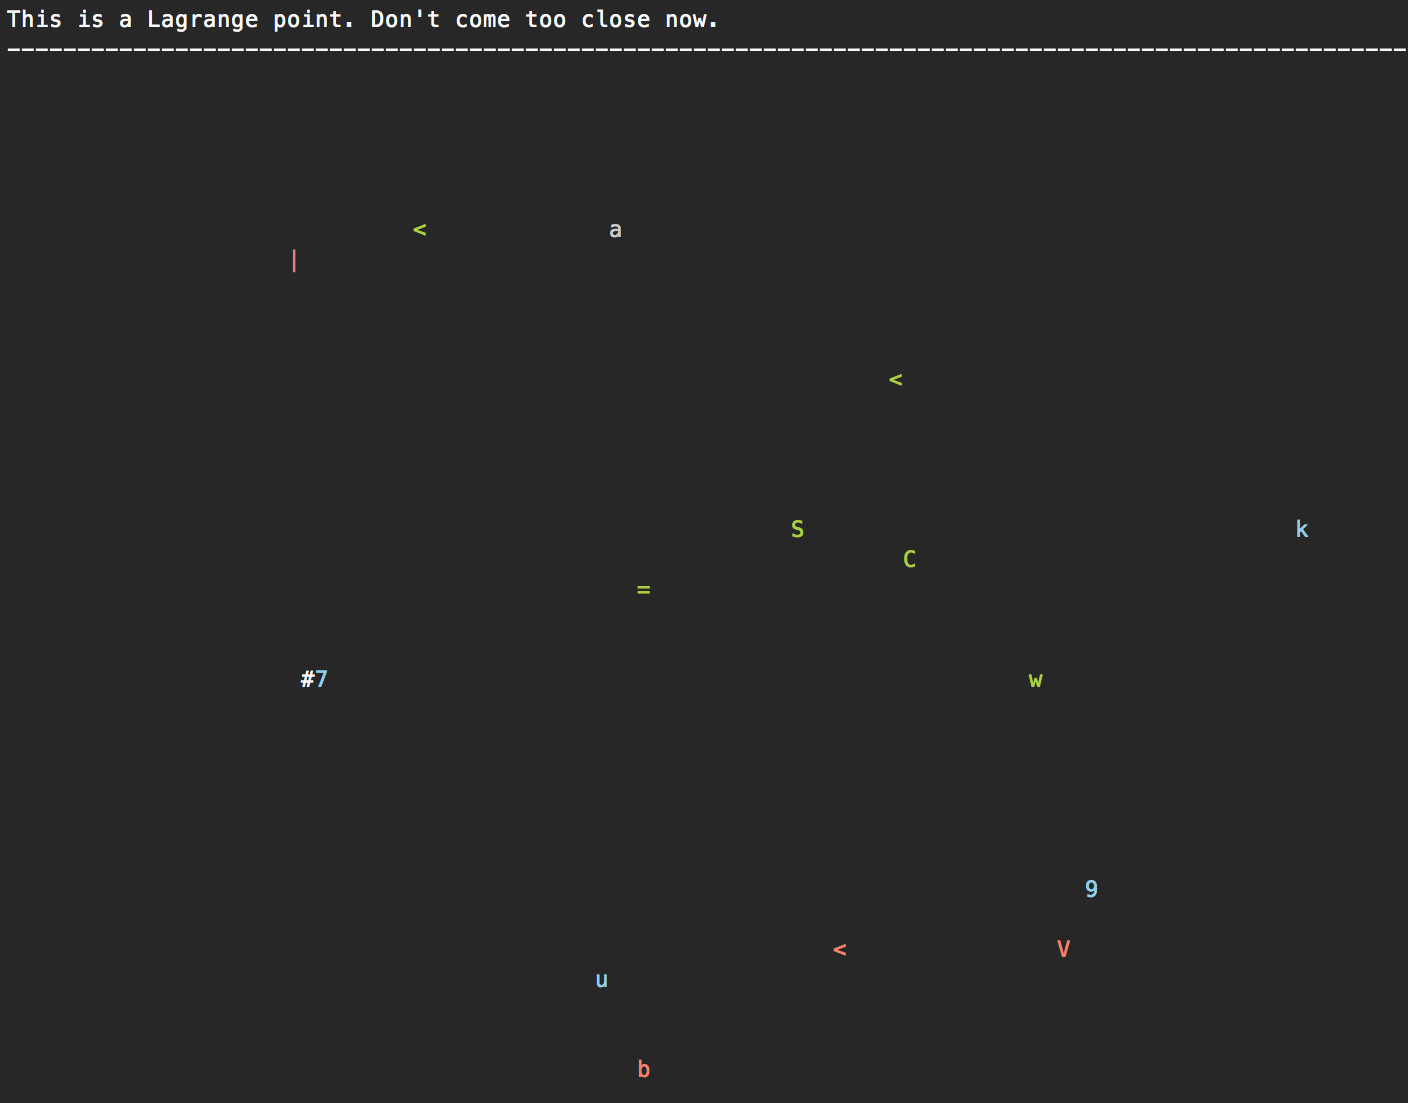 This is a Lagrange point. Don't come too close now.
< a
|
<
S k
C
=
#7 w
9
< V
u
b